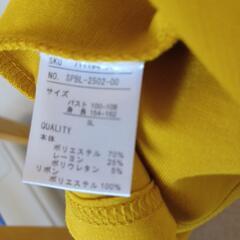 SKU
NO. SPBL-2502-00
サイズ
バスト 100-108
身 長 154-162
3L
QUALITY
本体
ポリエステル 70%
レーヨン 25%
ポリウレタン 5%
リボン
ポリエステル100%